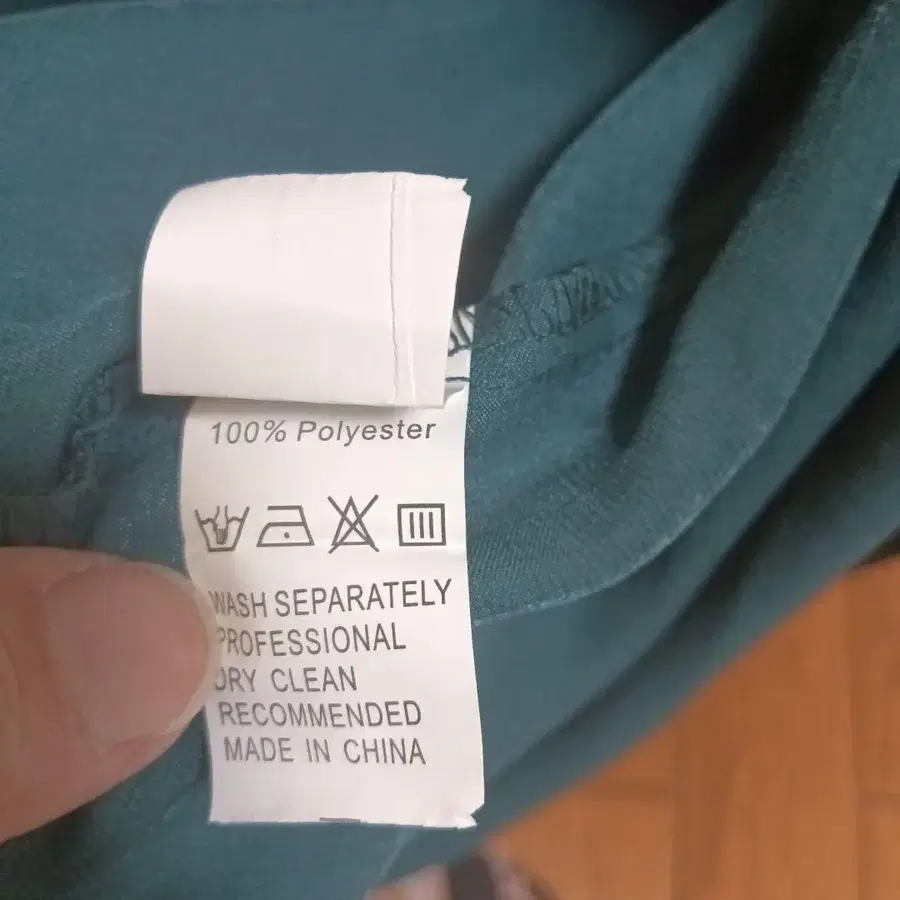 100% Polyester
WASH SEPARATELY
PROFESSIONAL
DRY CLEAN
RECOMMENDED
MADE IN CHINA